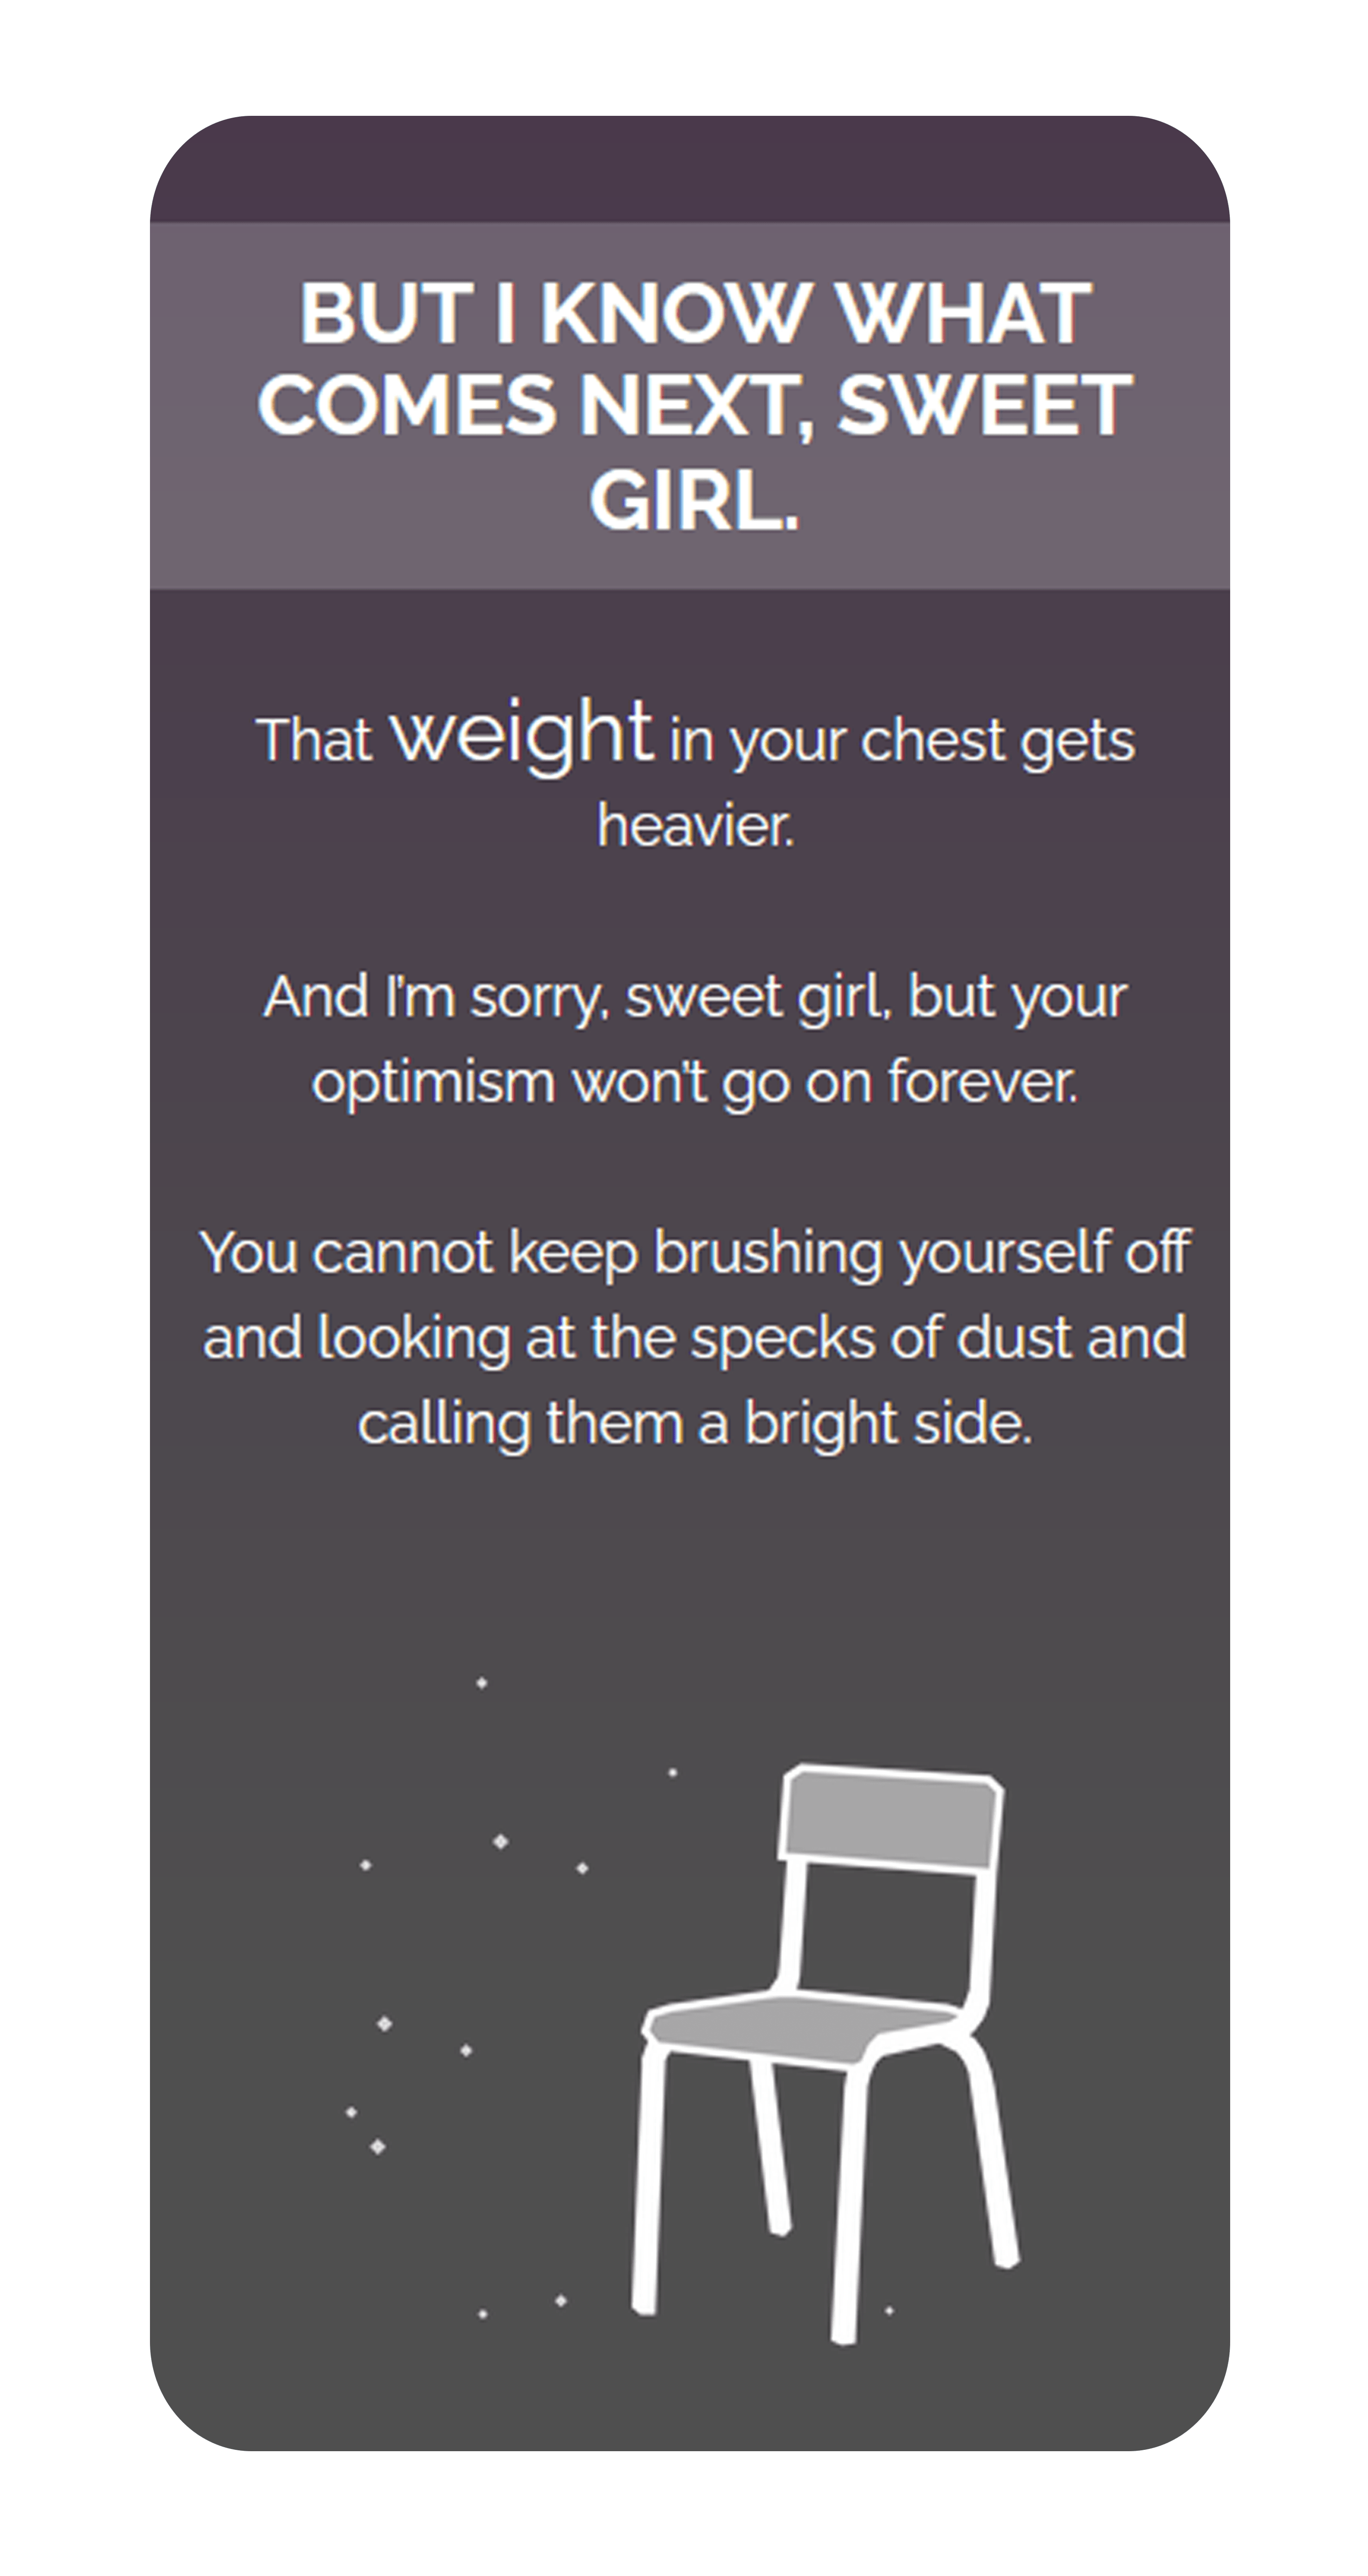 BUT I KNOW WHAT
COMES NEXT, SWEET
GIRL.
That weight in your chest gets
heavier.
And I'm sorry, sweet girl, but your
optimism won't go on forever.
You cannot keep brushing yourself off
and looking at the specks of dust and
calling them a bright side.